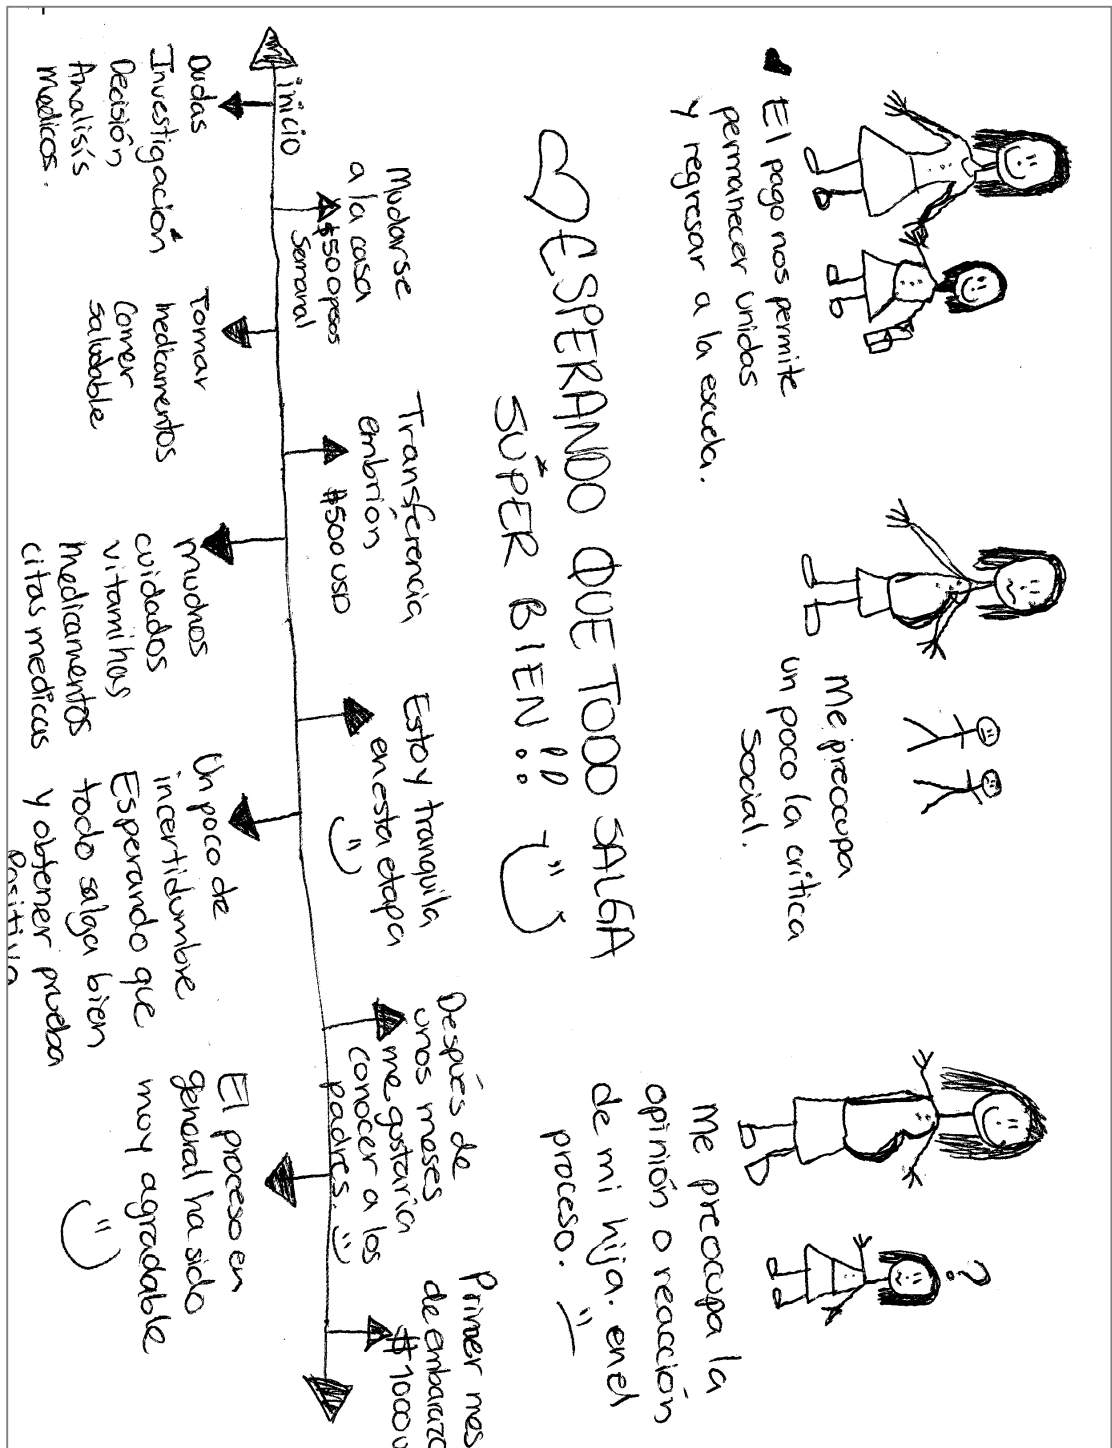 El pago nos permite
permanecer unidas
y regresar a la escuela.
Me preocupa
un poco la crítica
social.
?
Me preocupa la
opinión o reacción
de mi hija. en el
proceso.
ESPERANDO QUE TODO SALGA
SÚPER BIEN!!
Mudarse
a la casa
$500 pesos
Semanal
Transferencia
embrión
$500 USD
Estoy tranquila
en esta etapa
Después de
unos meses
me gustaría
conocer a los
padres.
Primer mes
de embarazo
$1000
inicio
Dudas
Investigación
Decisión
Analisis
Medicos.
Tomar
medicamentos
Comer
saludable
muchos
cuidados
vitaminas
medicamentos
citas medicas
Un poco de
incertidumbre
Esperando que
todo salga bien
y obtener prueba
Positiva
El proceso en
general ha sido
muy agradable